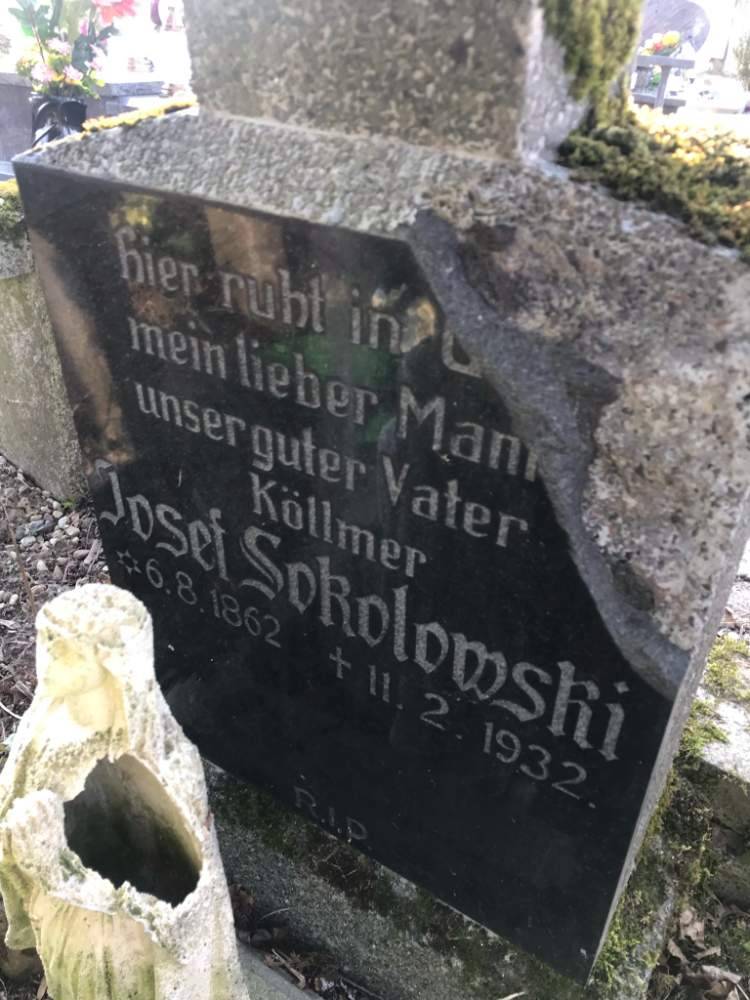 hier ruht in
mein lieber Mann
unser guter Vater
Köllmer
Josef Sokolowski
* 6.8.1862 + 11.2.1932.
R.I.P.